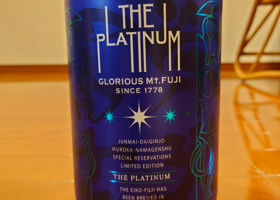 THE
PLATINUM
GLORIOUS Mt.FUJI
SINCE 1778
JUNMAI-DAIGINJO
MUROKA-NAMAGENSHU
SPECIAL RESERVATIONS
LIMITED EDITION
THE PLATINUM
THE EIKO-FUJI HAS
BEEN BREWED IN